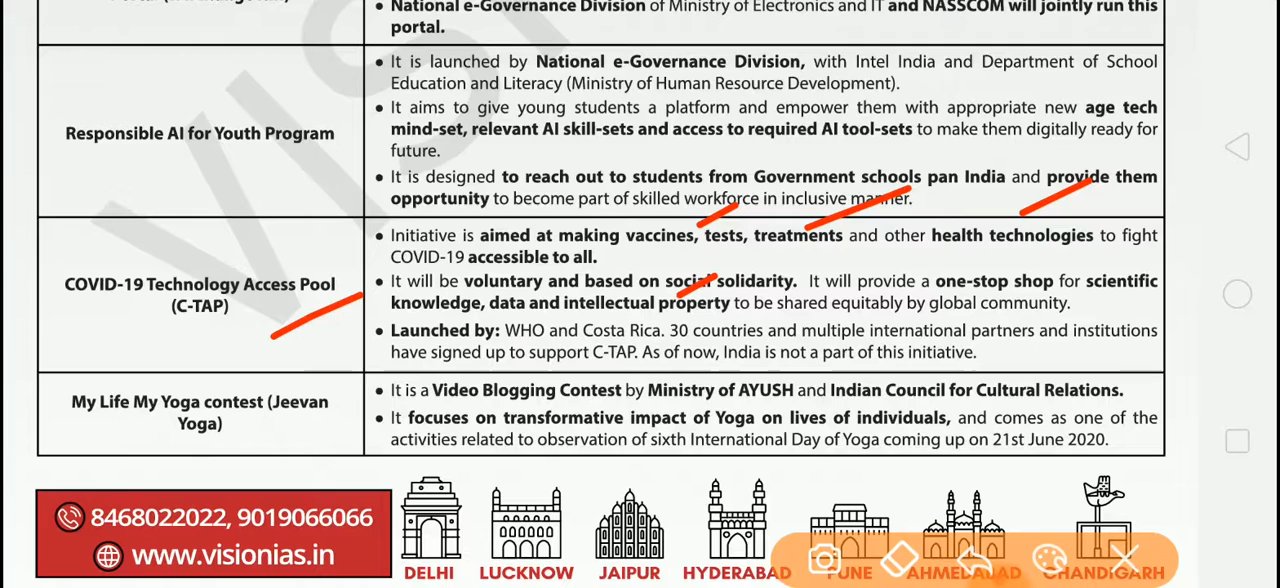 • National e-Governance Division of Ministry of Electronics and IT and NASSCOM will jointly run this
portal.
Responsible AI for Youth Program
• It is launched by National e-Governance Division, with Intel India and Department of School
Education and Literacy (Ministry of Human Resource Development).
• It aims to give young students a platform and empower them with appropriate new age tech
mind-set, relevant AI skill-sets and access to required AI tool-sets to make them digitally ready for
future.
• It is designed to reach out to students from Government schools pan India and provide them
opportunity to become part of skilled workforce in inclusive manner.
COVID-19 Technology Access Pool
(C-TAP)
• Initiative is aimed at making vaccines, tests, treatments and other health technologies to fight
COVID-19 accessible to all.
• It will be voluntary and based on social solidarity. It will provide a one-stop shop for scientific
knowledge, data and intellectual property to be shared equitably by global community.
• Launched by: WHO and Costa Rica. 30 countries and multiple international partners and institutions
have signed up to support C-TAP. As of now, India is not a part of this initiative.
My Life My Yoga contest (Jeevan
Yoga)
• It is a Video Blogging Contest by Ministry of AYUSH and Indian Council for Cultural Relations.
• It focuses on transformative impact of Yoga on lives of individuals, and comes as one of the
activities related to observation of sixth International Day of Yoga coming up on 21st June 2020.
8468022022, 9019066066
www.visionias.in
DELHI LUCKNOW JAIPUR HYDERABAD PUNE AHMEDABAD CHANDIGARH
VIS